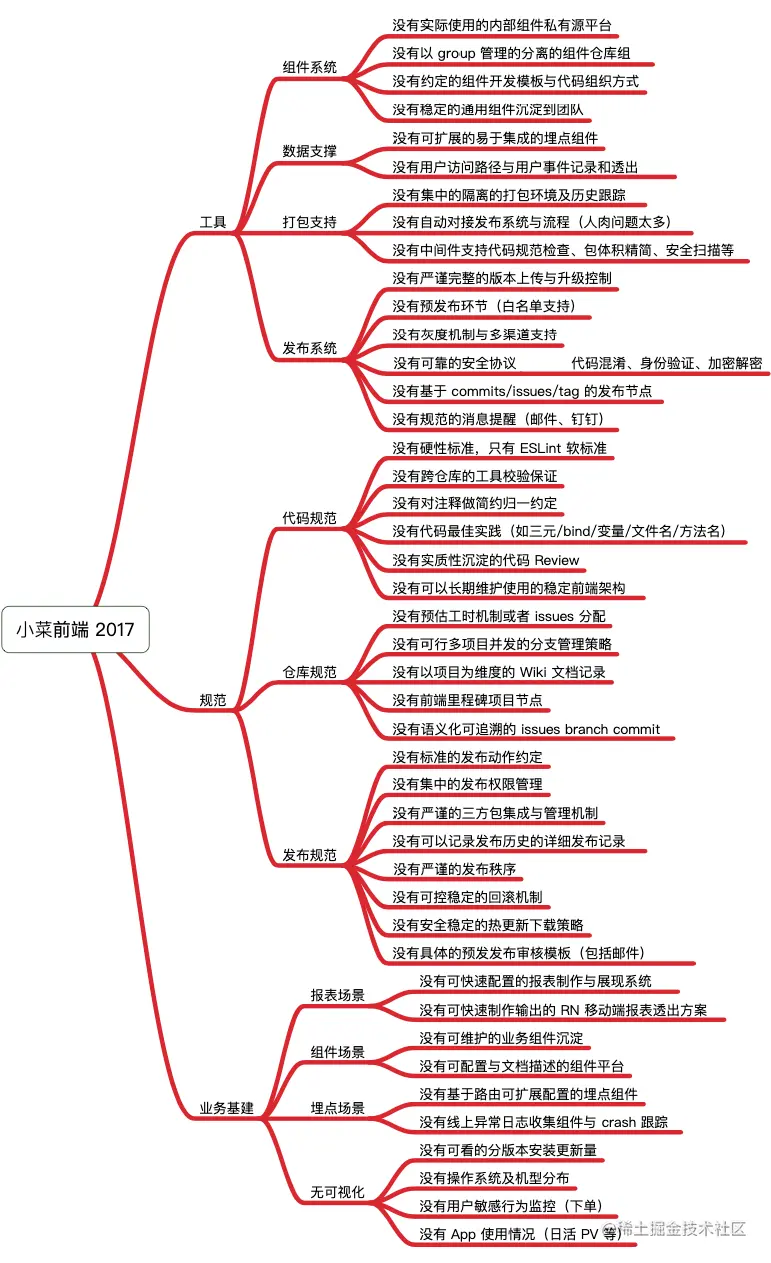 小菜前端 2017
工具
组件系统
没有实际使用的内部组件私有源平台
没有以 group 管理的分离的组件仓库组
没有约定的组件开发模板与代码组织方式
没有稳定的通用组件沉淀到团队
数据支撑
没有可扩展的易于集成的埋点组件
没有用户访问路径与用户事件记录和透出
打包支持
没有集中的隔离的打包环境及历史跟踪
没有自动对接发布系统与流程（人肉问题太多）
没有中间件支持代码规范检查、包体积精简、安全扫描等
发布系统
没有严谨完整的版本上传与升级控制
没有预发布环节（白名单支持）
没有灰度机制与多渠道支持
没有可靠的安全协议
代码混淆、身份验证、加密解密
没有基于 commits/issues/tag 的发布节点
没有规范的消息提醒（邮件、钉钉）
规范
代码规范
没有硬性标准，只有 ESLint 软标准
没有跨仓库的工具校验保证
没有对注释做简约归一约定
没有代码最佳实践（如三元/bind/变量/文件名/方法名）
没有实质性沉淀的代码 Review
没有可以长期维护使用的稳定前端架构
仓库规范
没有预估工时机制或者 issues 分配
没有可行多项目并发的分支管理策略
没有以项目为维度的 Wiki 文档记录
没有前端里程碑项目节点
没有语义化可追溯的 issues branch commit
发布规范
没有标准的发布动作约定
没有集中的发布权限管理
没有严谨的三方包集成与管理机制
没有可以记录发布历史的详细发布记录
没有严谨的发布秩序
没有可控稳定的回滚机制
没有安全稳定的热更新下载策略
没有具体的预发发布审核模板（包括邮件）
业务基建
报表场景
没有可快速配置的报表制作与展现系统
没有可快速制作输出的 RN 移动端报表透出方案
组件场景
没有可维护的业务组件沉淀
没有可配置与文档描述的组件平台
埋点场景
没有基于路由可扩展配置的埋点组件
没有线上异常日志收集组件与 crash 跟踪
无可视化
没有可看的分版本安装更新量
没有操作系统及机型分布
没有用户敏感行为监控（下单）
没有 App 使用情况（日活 PV 等）
@稀土掘金技术社区